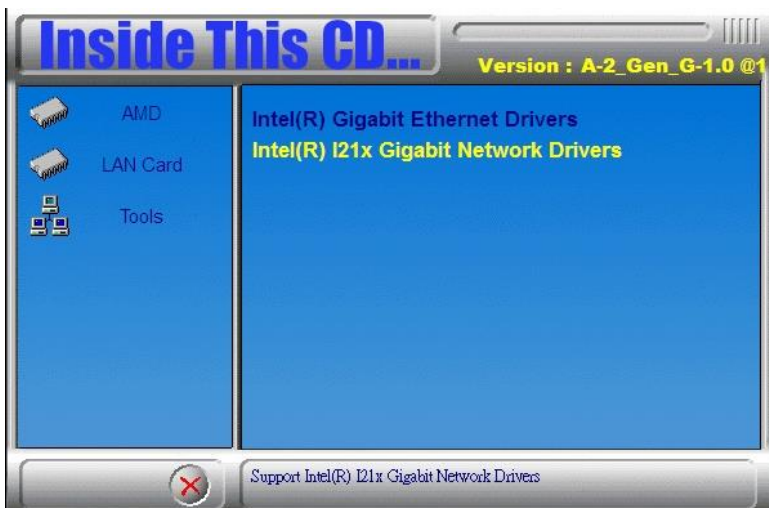 Inside This CD...
Version : A-2_Gen_G-1.0 @1
AMD
LAN Card
Tools
Intel(R) Gigabit Ethernet Drivers
Intel(R) I21x Gigabit Network Drivers
Support Intel(R) I21x Gigabit Network Drivers